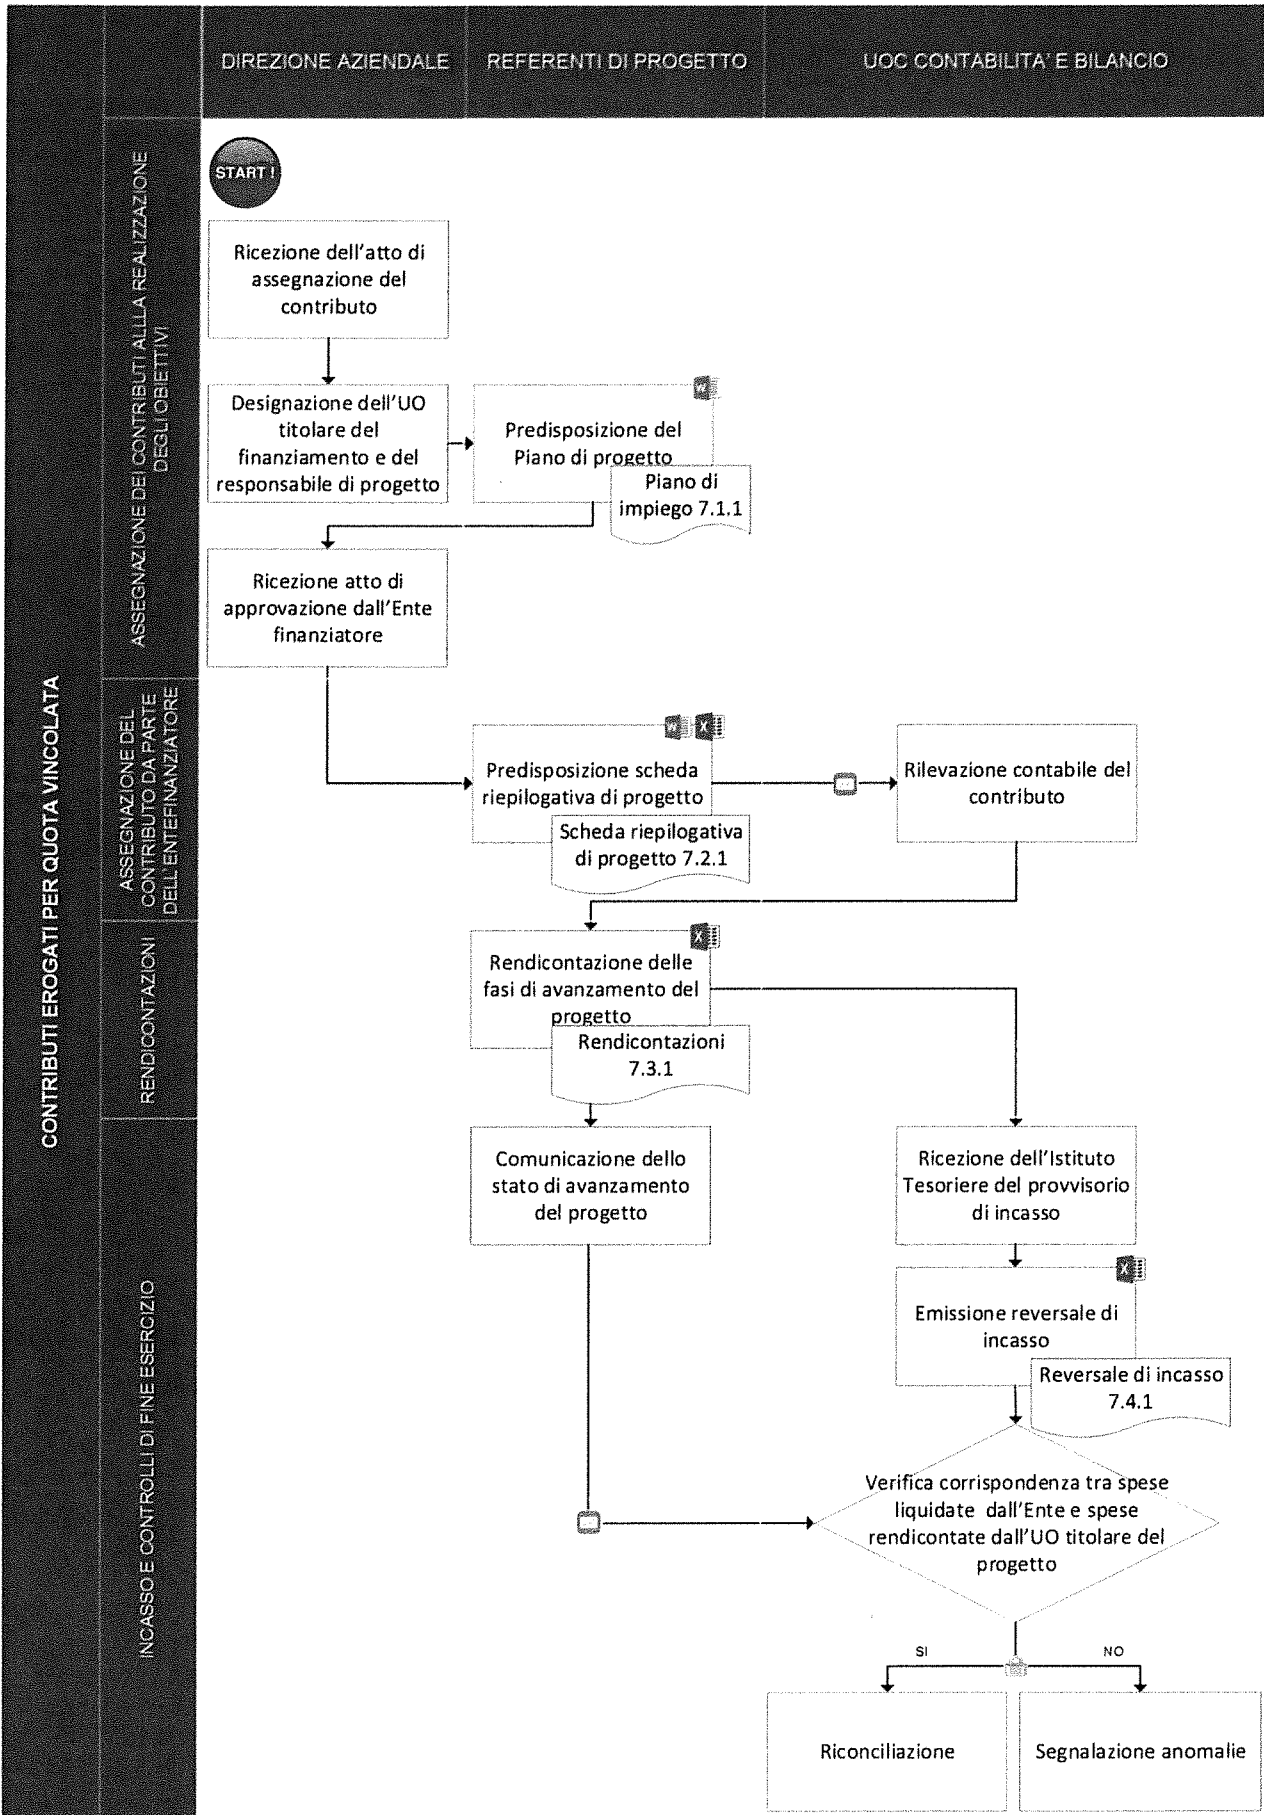 DIREZIONE AZIENDALE
REFERENTI DI PROGETTO
UOC CONTABILITA' E BILANCIO
CONTRIBUTI EROGATI PER QUOTA VINCOLATA
ASSEGNAZIONE DEI CONTRIBUTI ALLLA REALIZZAZIONE
DEGLI OBIETTIVI
START !
Ricezione dell'atto di
assegnazione del
contributo
Designazione dell'UO
titolare del
finanziamento e del
responsabile di progetto
W
Predisposizione del
Piano di progetto
Piano di
impiego 7.1.1
Ricezione atto di
approvazione dall'Ente
finanziatore
ASSEGNAZIONE DEL
CONTRIBUTO DA PARTE
DELL'ENTEFINANZIATORE
W X
Predisposizione scheda
riepilogativa di progetto
Scheda riepilogativa
di progetto 7.2.1
Rilevazione contabile del
contributo
RENDICONTAZIONI
X
Rendicontazione delle
fasi di avanzamento del
progetto
Rendicontazioni
7.3.1
INCASSO E CONTROLLI DI FINE ESERCIZIO
Comunicazione dello
stato di avanzamento
del progetto
Ricezione dell'Istituto
Tesoriere del provvisorio
di incasso
X
Emissione reversale di
incasso
Reversale di incasso
7.4.1
Verifica corrispondenza tra spese
liquidate dall'Ente e spese
rendicontate dall'UO titolare del
progetto
SI
NO
Riconciliazione
Segnalazione anomalie